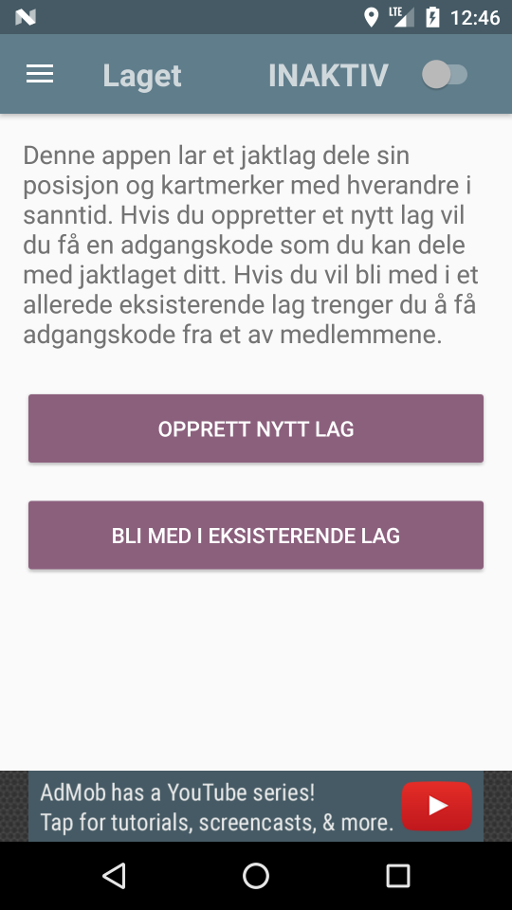 LTE 12:46
Laget INAKTIV
Denne appen lar et jaktlag dele sin
posisjon og kartmerker med hverandre i
sanntid. Hvis du oppretter et nytt lag vil
du få en adgangskode som du kan dele
med jaktlaget ditt. Hvis du vil bli med i et
allerede eksisterende lag trenger du å få
adgangskode fra et av medlemmene.
OPPRETT NYTT LAG
BLI MED I EKSISTERENDE LAG
AdMob has a YouTube series!
Tap for tutorials, screencasts, & more.